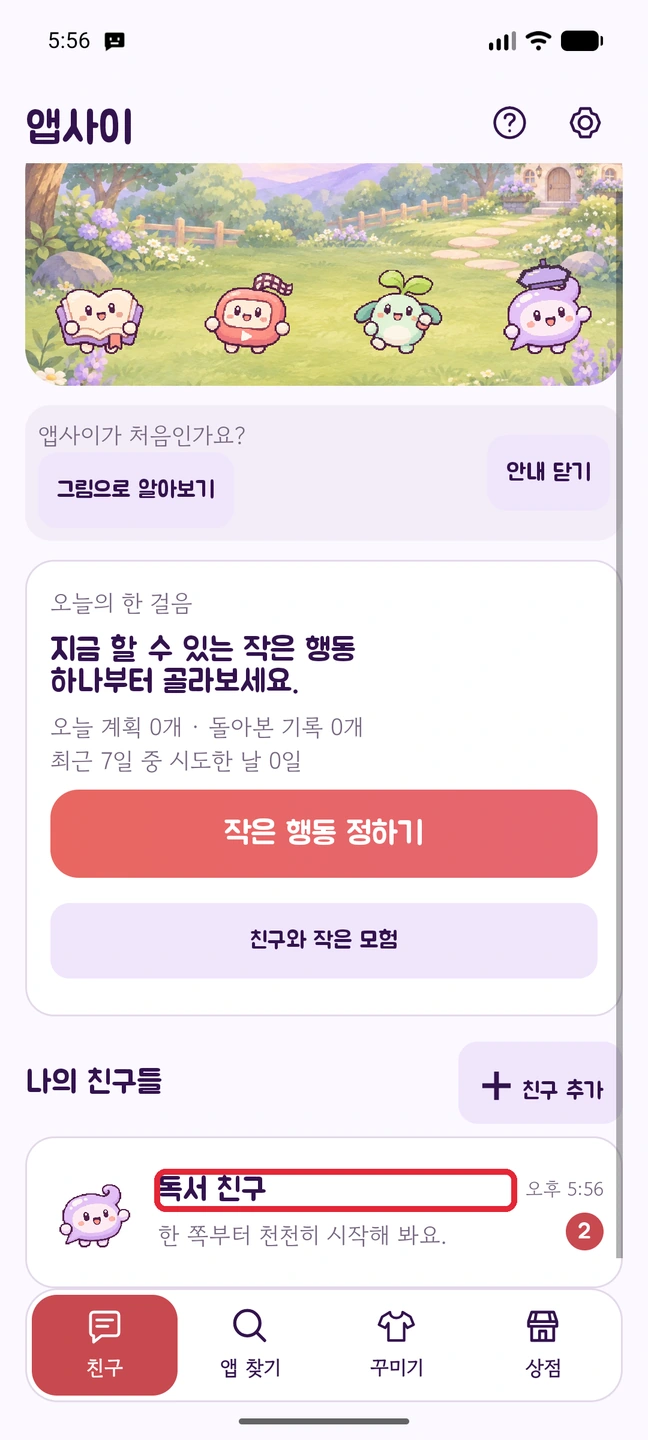 5:56
앱사이
앱사이가 처음인가요?
그림으로 알아보기
안내 닫기
오늘의 한 걸음
지금 할 수 있는 작은 행동
하나부터 골라보세요.
오늘 계획 0개 · 돌아본 기록 0개
최근 7일 중 시도한 날 0일
작은 행동 정하기
친구와 작은 모험
나의 친구들
+ 친구 추가
독서 친구
오후 5:56
한 쪽부터 천천히 시작해 봐요.
2
친구
앱 찾기
꾸미기
상점